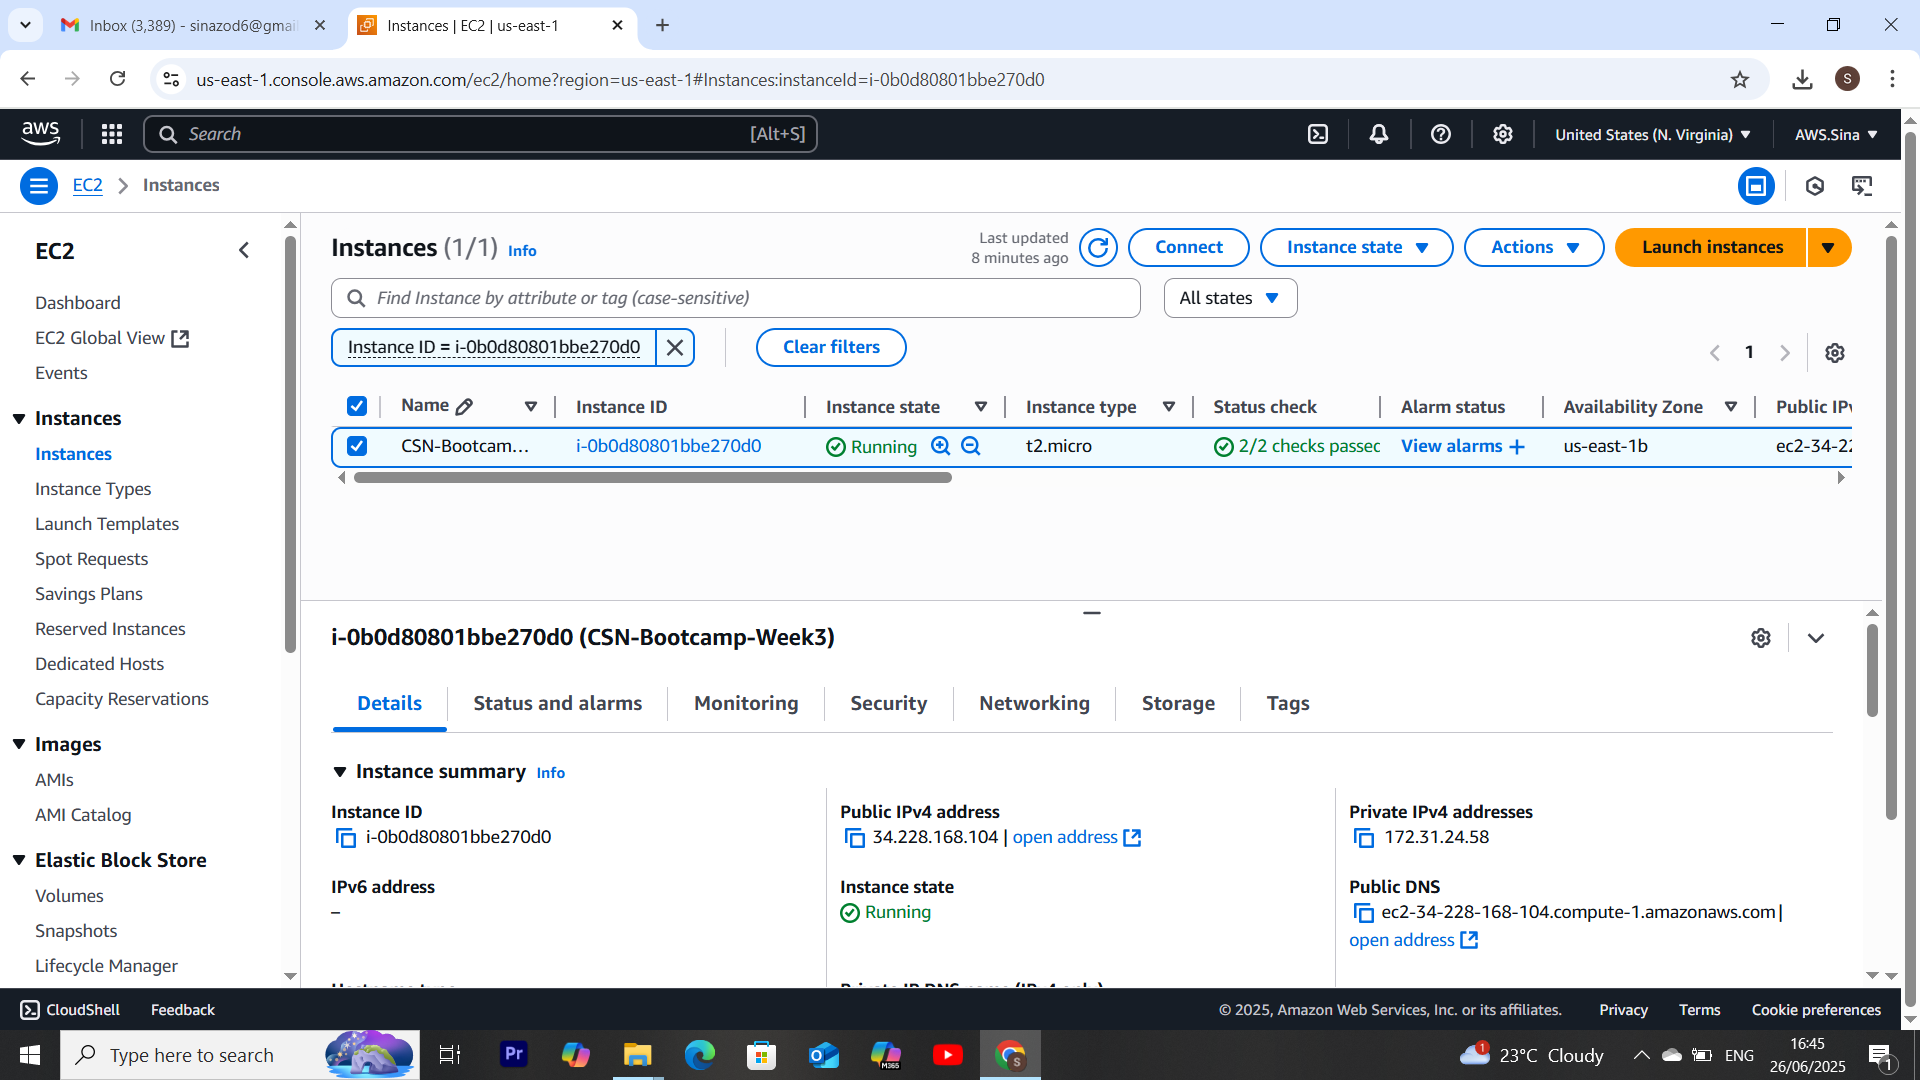 Inbox (3,389) - sinazod6@gmai
Instances | EC2 | us-east-1
us-east-1.console.aws.amazon.com/ec2/home?region=us-east-1#Instances:instanceId=i-0b0d80801bbe270d0
S
aws
Search
[Alt+S]
United States (N. Virginia)
AWS.Sina
EC2
Instances
EC2
Dashboard
EC2 Global View
Events
Instances
Instances
Instance Types
Launch Templates
Spot Requests
Savings Plans
Reserved Instances
Dedicated Hosts
Capacity Reservations
Images
AMIs
AMI Catalog
Elastic Block Store
Volumes
Snapshots
Lifecycle Manager
Instances (1/1) Info
Last updated
8 minutes ago
Connect
Instance state
Actions
Launch instances
Find Instance by attribute or tag (case-sensitive)
All states
Instance ID = i-0b0d80801bbe270d0
Clear filters
1
Name
Instance ID
Instance state
Instance type
Status check
Alarm status
Availability Zone
Public IPv
CSN-Bootcam...
i-0b0d80801bbe270d0
Running
t2.micro
2/2 checks passed
View alarms +
us-east-1b
ec2-34-22
i-0b0d80801bbe270d0 (CSN-Bootcamp-Week3)
Details
Status and alarms
Monitoring
Security
Networking
Storage
Tags
Instance summary Info
Instance ID
i-0b0d80801bbe270d0
Public IPv4 address
34.228.168.104 | open address
Private IPv4 addresses
172.31.24.58
IPv6 address
–
Instance state
Running
Public DNS
ec2-34-228-168-104.compute-1.amazonaws.com |
open address
CloudShell
Feedback
© 2025, Amazon Web Services, Inc. or its affiliates.
Privacy
Terms
Cookie preferences
Type here to search
Pr
M365
S
1
23°C Cloudy
ENG
16:45
26/06/2025
1